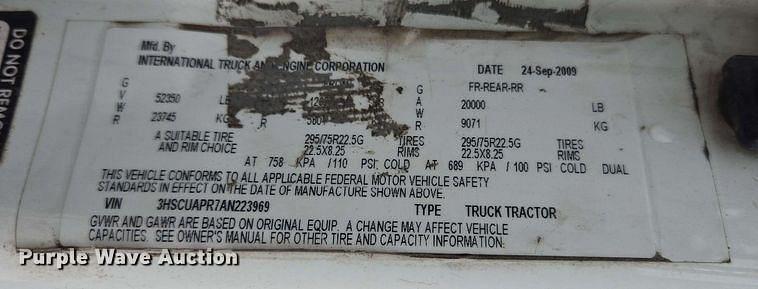 DO NOT REMO
Mfd. By
INTERNATIONAL TRUCK AN ENGINE CORPORATION
DATE 24-Sep-2009
G G FR-REAR-RR
V 52350 LB A 20000 LB
W W
R 23745 KG R 5804 R 9071 KG
A SUITABLE TIRE 295/75R22.5G TIRES 295/75R22.5G TIRES
AND RIM CHOICE 22.5X8.25 RIMS 22.5X8.25 RIMS
AT 758 KPA /110 PSI COLD AT 689 KPA / 100 PSI COLD DUAL
THIS VEHICLE CONFORMS TO ALL APPLICABLE FEDERAL MOTOR VEHICLE SAFETY
STANDARDS IN EFFECT ON THE DATE OF MANUFACTURE SHOWN ABOVE.
VIN 3HSCUAPR7AN223969 TYPE TRUCK TRACTOR
GVWR AND GAWR ARE BASED ON ORIGINAL EQUIP. A CHANGE MAY AFFECT VEHICLE
CAPACITIES. SEE OWNER'S MANUAL FOR OTHER TIRE AND CAPACITY INFORMATION.
Purple Wave Auction